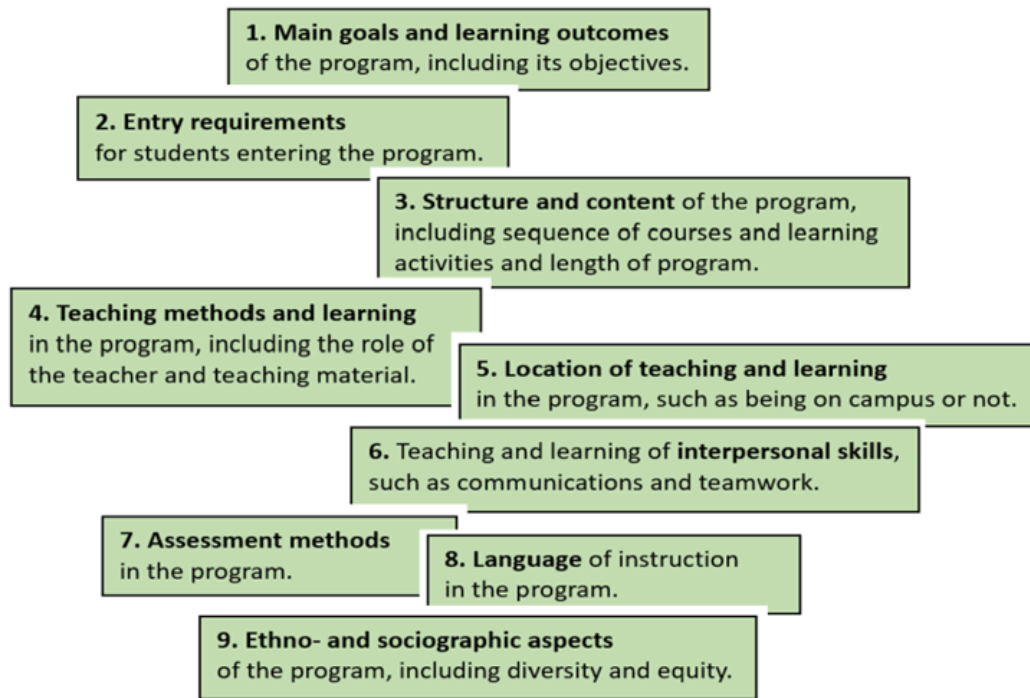 1. Main goals and learning outcomes
of the program, including its objectives.
2. Entry requirements
for students entering the program.
3. Structure and content of the program,
including sequence of courses and learning
activities and length of program.
4. Teaching methods and learning
in the program, including the role of
the teacher and teaching material.
5. Location of teaching and learning
in the program, such as being on campus or not.
6. Teaching and learning of interpersonal skills,
such as communications and teamwork.
7. Assessment methods
in the program.
8. Language of instruction
in the program.
9. Ethno- and sociographic aspects
of the program, including diversity and equity.